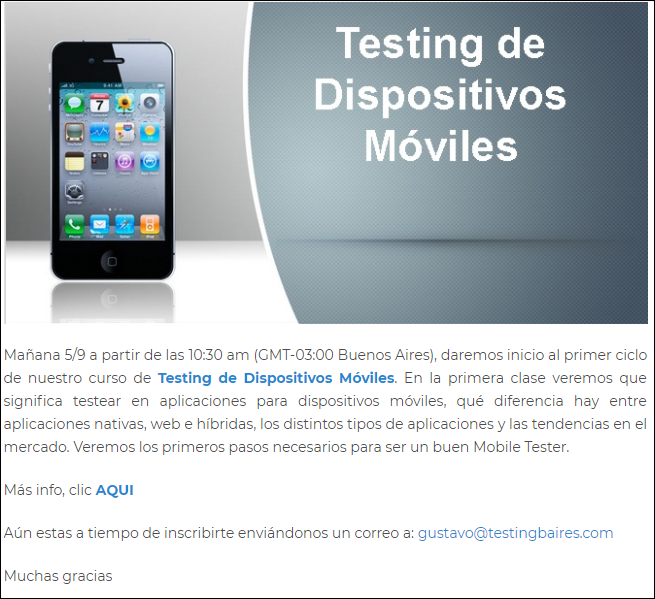 Testing de
Dispositivos
Móviles
9:41 AM
7
Mañana 5/9 a partir de las 10:30 am (GMT-03:00 Buenos Aires), daremos inicio al primer ciclo
de nuestro curso de Testing de Dispositivos Móviles. En la primera clase veremos que
significa testear en aplicaciones para dispositivos móviles, qué diferencia hay entre
aplicaciones nativas, web e híbridas, los distintos tipos de aplicaciones y las tendencias en el
mercado. Veremos los primeros pasos necesarios para ser un buen Mobile Tester.
Más info, clic AQUI
Aún estas a tiempo de inscribirte enviándonos un correo a: gustavo@testingbaires.com
Muchas gracias